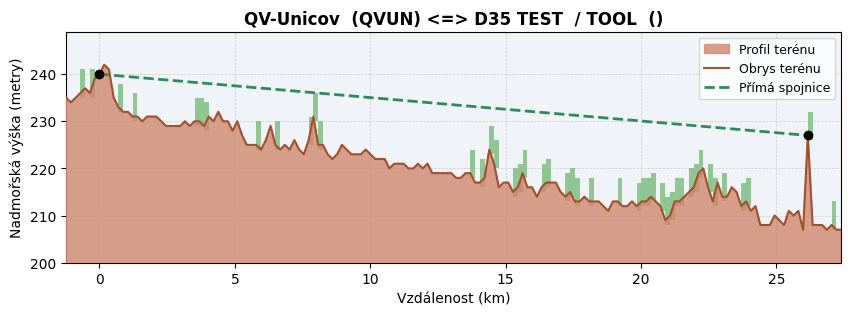 QV-Unicov  (QVUN) <=> D35 TEST  / TOOL  ()
Nadmořská výška (metry)
240
230
220
210
200
Profil terénu
Obrys terénu
Přímá spojnice
0
5
10
15
20
25
Vzdálenost (km)